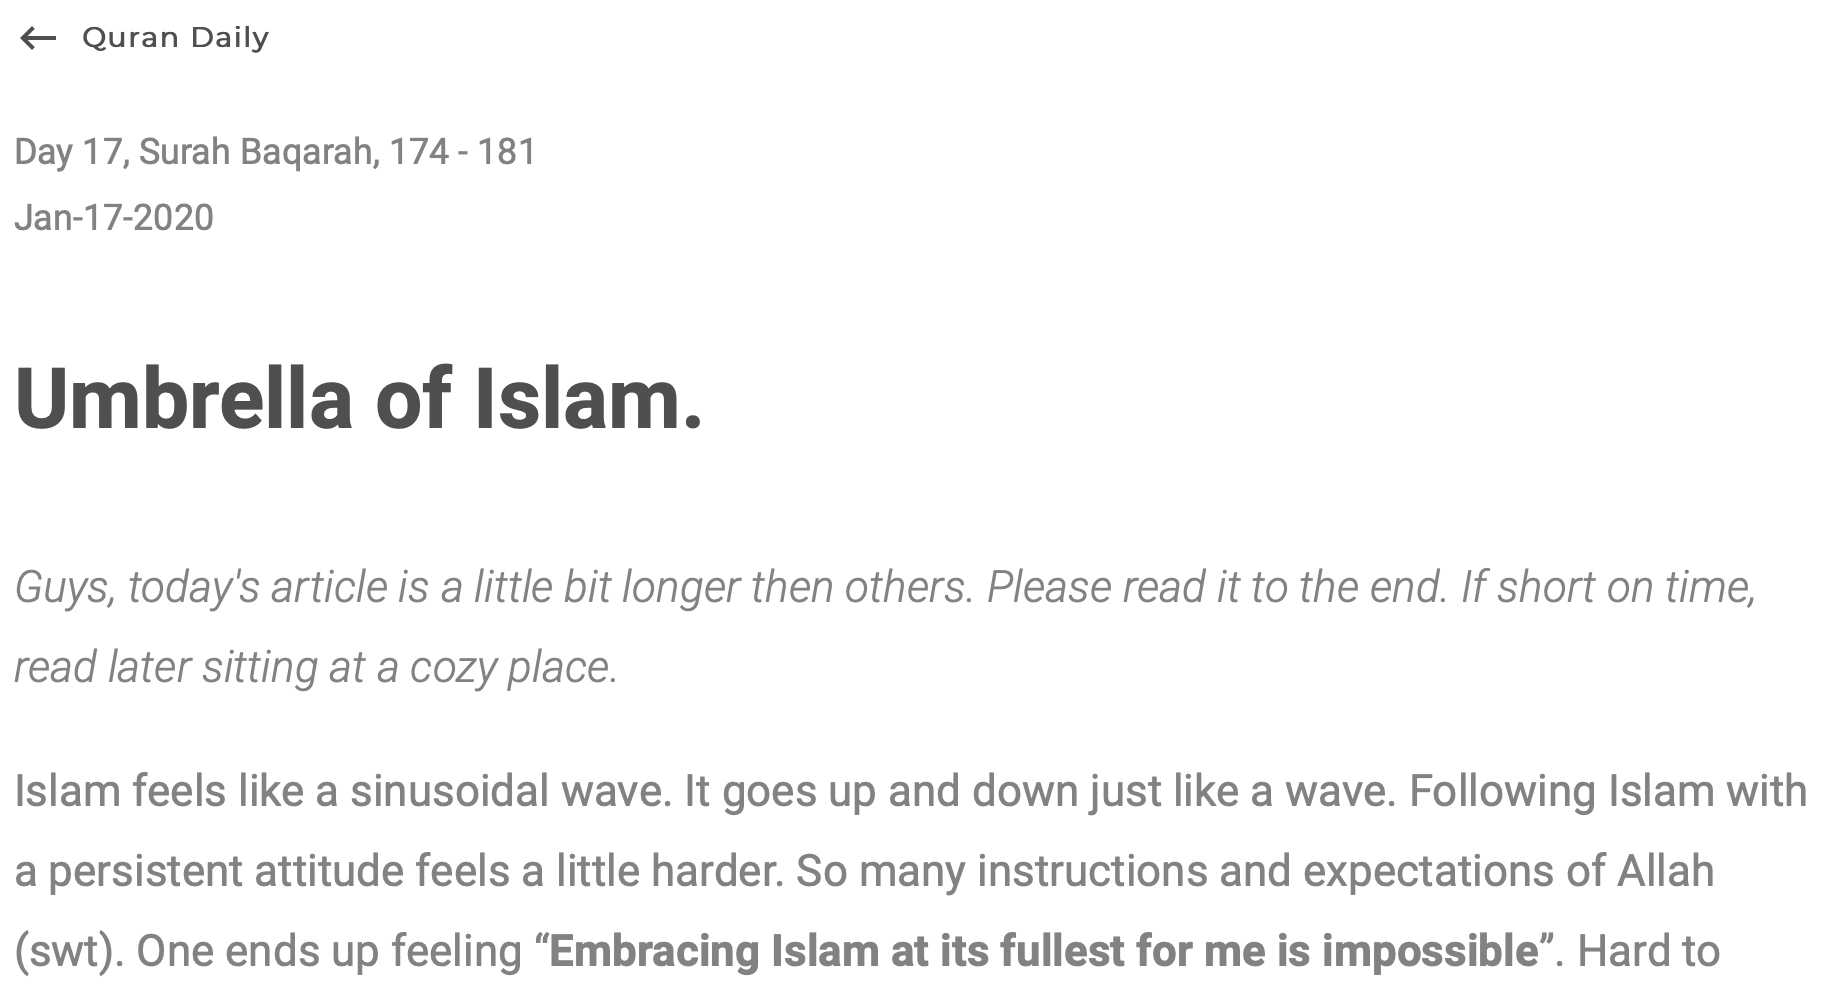 Quran Daily
Day 17, Surah Baqarah, 174 - 181
Jan-17-2020
Umbrella of Islam.
Guys, today's article is a little bit longer then others. Please read it to the end. If short on time,
read later sitting at a cozy place.
Islam feels like a sinusoidal wave. It goes up and down just like a wave. Following Islam with
a persistent attitude feels a little harder. So many instructions and expectations of Allah
(swt). One ends up feeling “Embracing Islam at its fullest for me is impossible”. Hard to